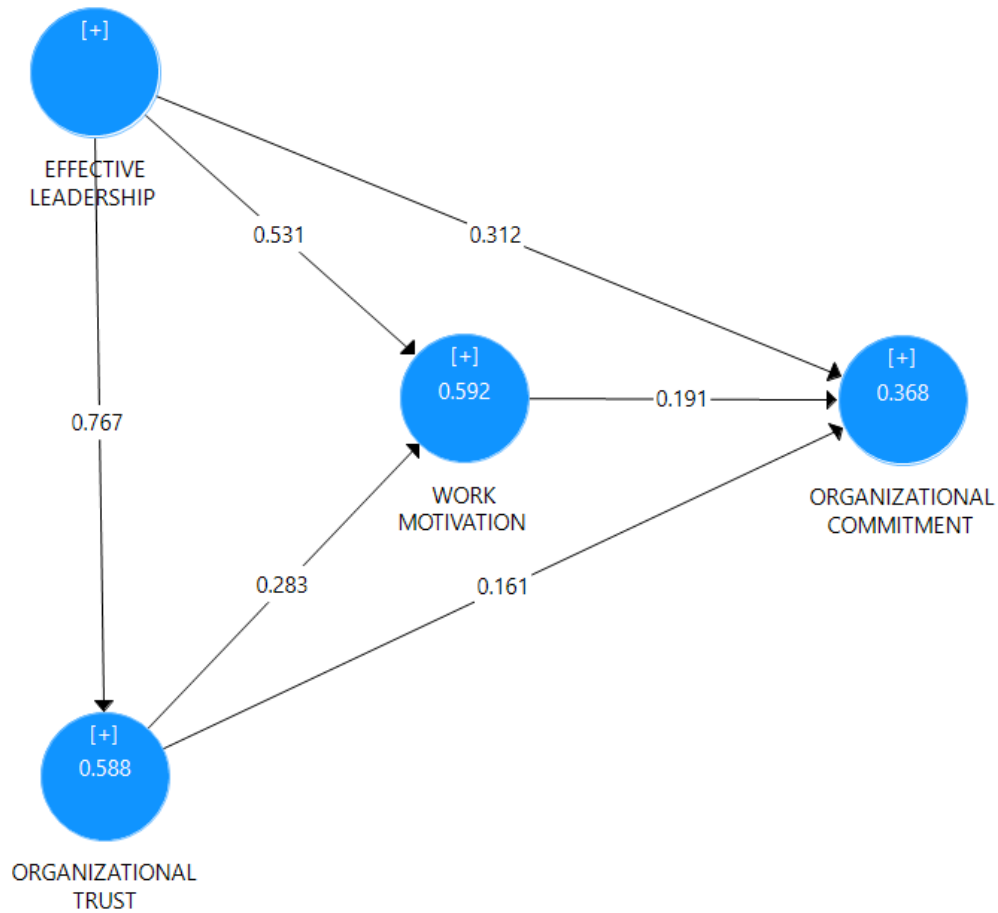 [+]
EFFECTIVE
LEADERSHIP
0.531
0.312
[+]
0.592
[+]
0.368
0.767
0.191
WORK
MOTIVATION
ORGANIZATIONAL
COMMITMENT
0.283
0.161
[+]
0.588
ORGANIZATIONAL
TRUST